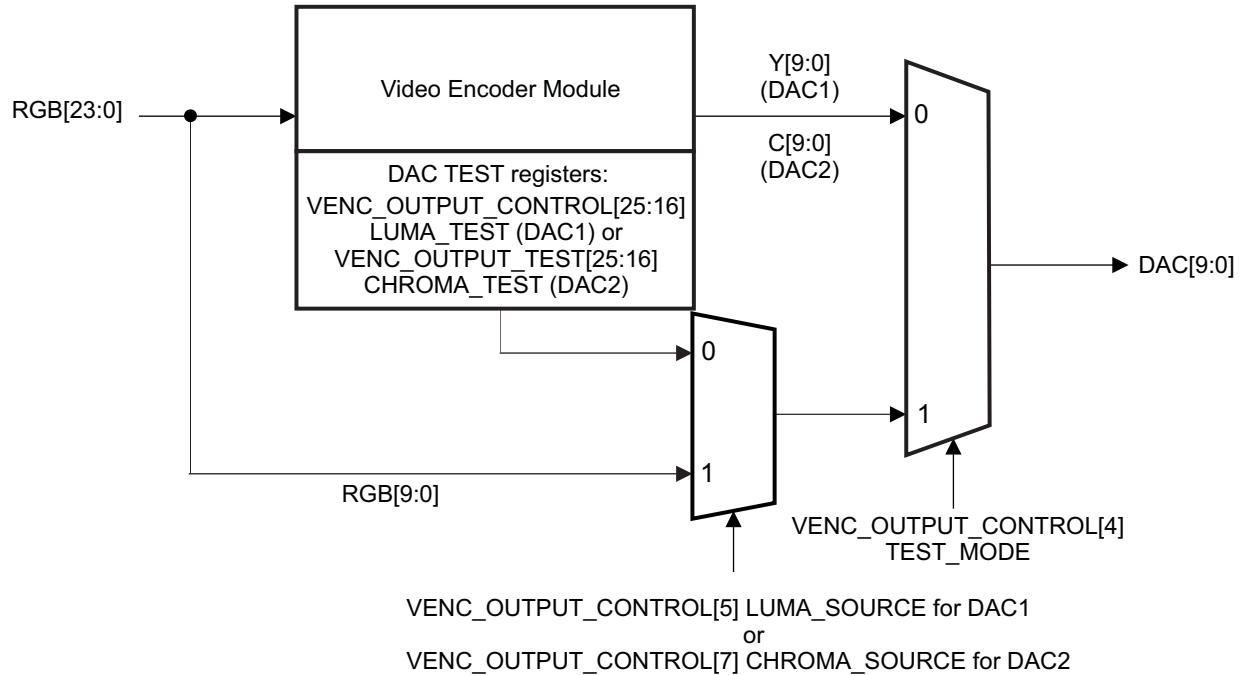 RGB[23:0]
Video Encoder Module
DAC TEST registers:
VENC_OUTPUT_CONTROL[25:16]
LUMA_TEST (DAC1) or
VENC_OUTPUT_TEST[25:16]
CHROMA_TEST (DAC2)
Y[9:0]
(DAC1)
C[9:0]
(DAC2)
0
1
DAC[9:0]
0
1
RGB[9:0]
VENC_OUTPUT_CONTROL[4]
TEST_MODE
VENC_OUTPUT_CONTROL[5] LUMA_SOURCE for DAC1
or
VENC_OUTPUT_CONTROL[7] CHROMA_SOURCE for DAC2